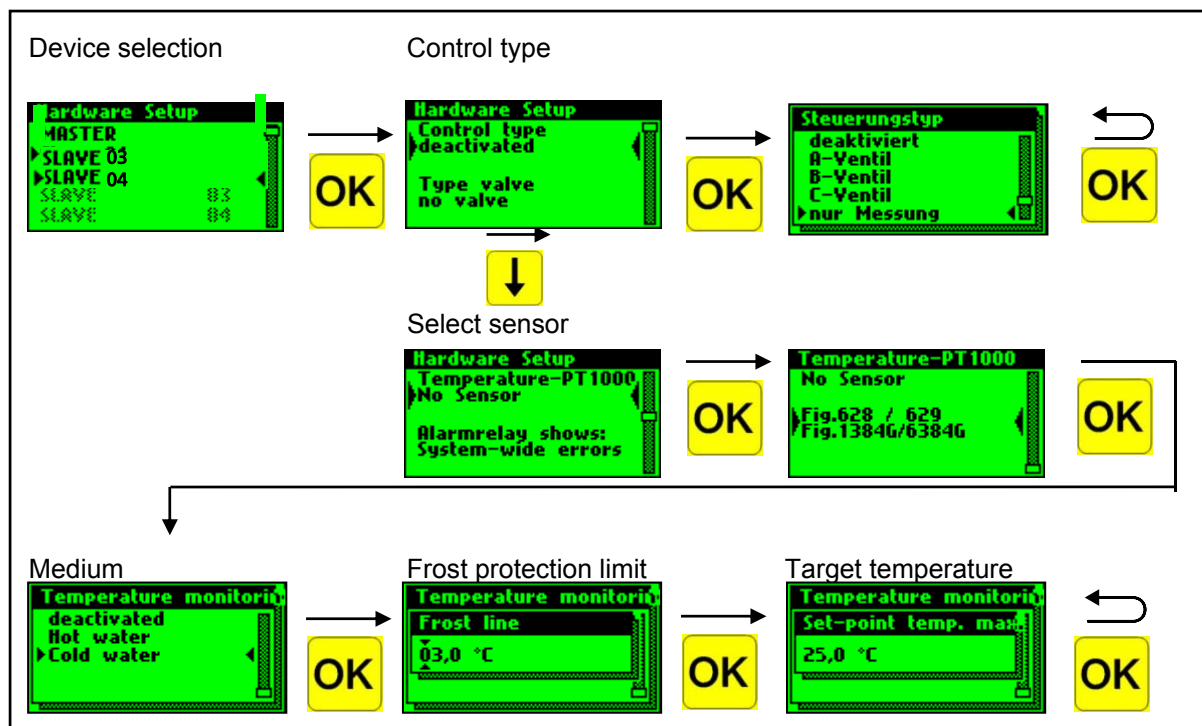 Device selection
Control type
Hardware Setup
MASTER
SLAVE 03
SLAVE 04
SLAVE 03
SLAVE 04
OK
Hardware Setup
Control type
deactivated
Type valve
no valve
OK
Steuerungstyp
deaktiviert
A-Ventil
B-Ventil
C-Ventil
nur Messung
OK
Select sensor
Hardware Setup
Temperature-PT1000
No Sensor
Alarmrelay shows:
System-wide errors
OK
Temperature-PT1000
No Sensor
Fig.628 / 629
Fig.1384G/6384G
OK
Medium
Frost protection limit
Target temperature
Temperature monitorin
deactivated
Hot water
Cold water
OK
Temperature monitorin
Frost line
03,0 °C
OK
Temperature monitorin
Set-point temp. max.
25,0 °C
OK